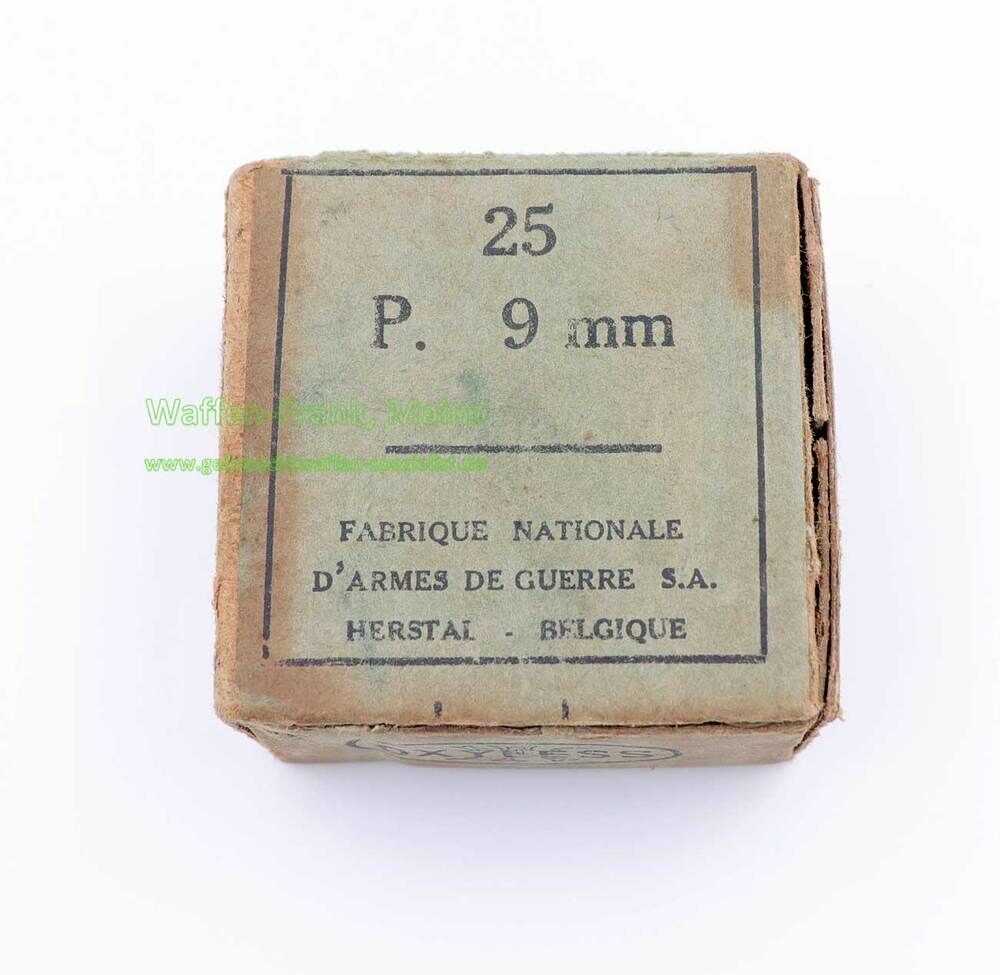 25
P. 9 mm
Waffen-Frank, Mainz
FABRIQUE NATIONALE
D'ARMES DE GUERRE S.A.
HERSTAL - BELGIQUE